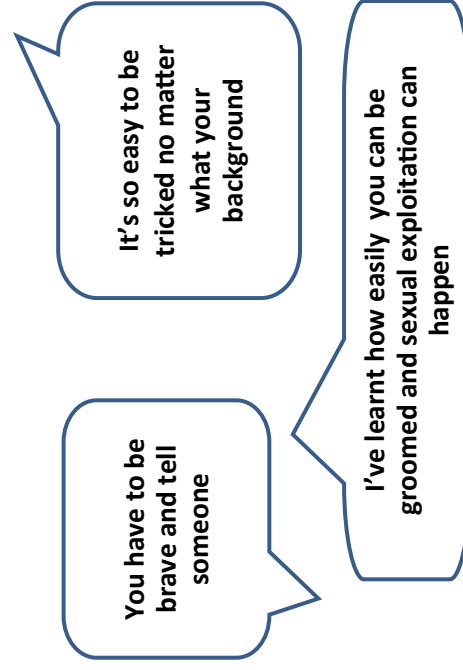 You have to be
brave and tell
someone
It's so easy to be
tricked no matter
what your
background
I've learnt how easily you can be
groomed and sexual exploitation can
happen